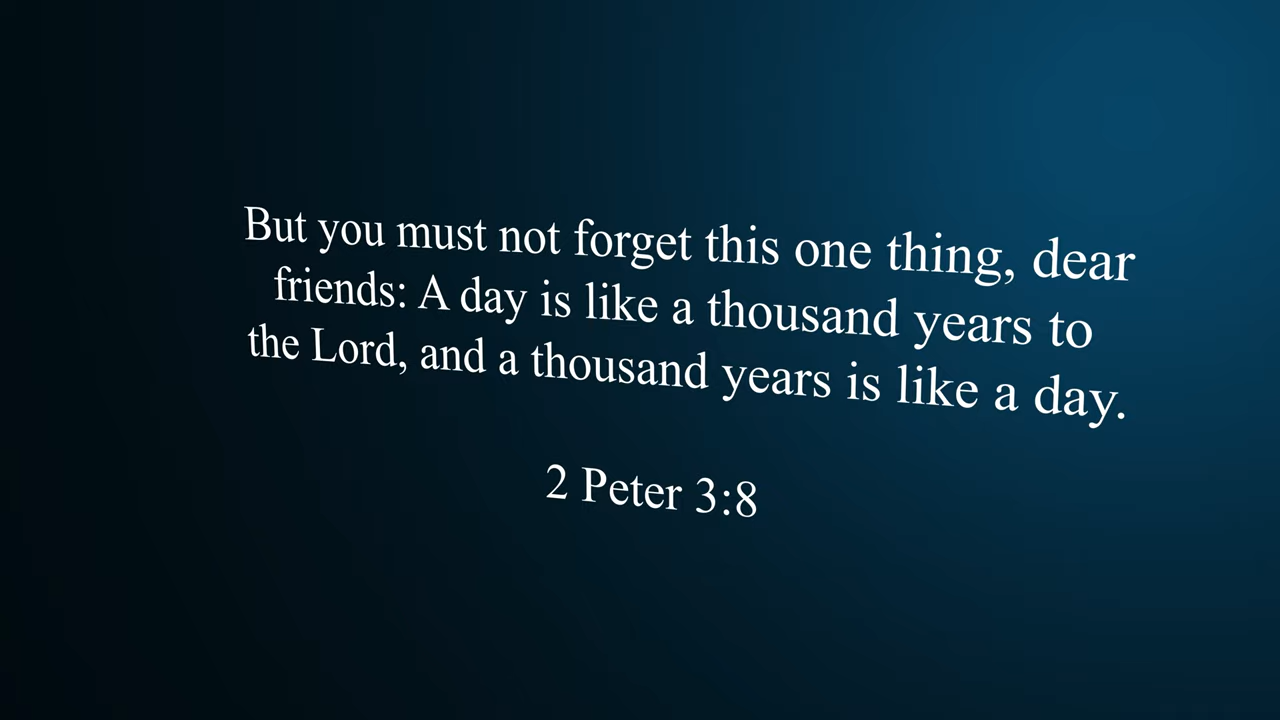 But you must not forget this one thing, dear
friends: A day is like a thousand years to
the Lord, and a thousand years is like a day.
2 Peter 3:8